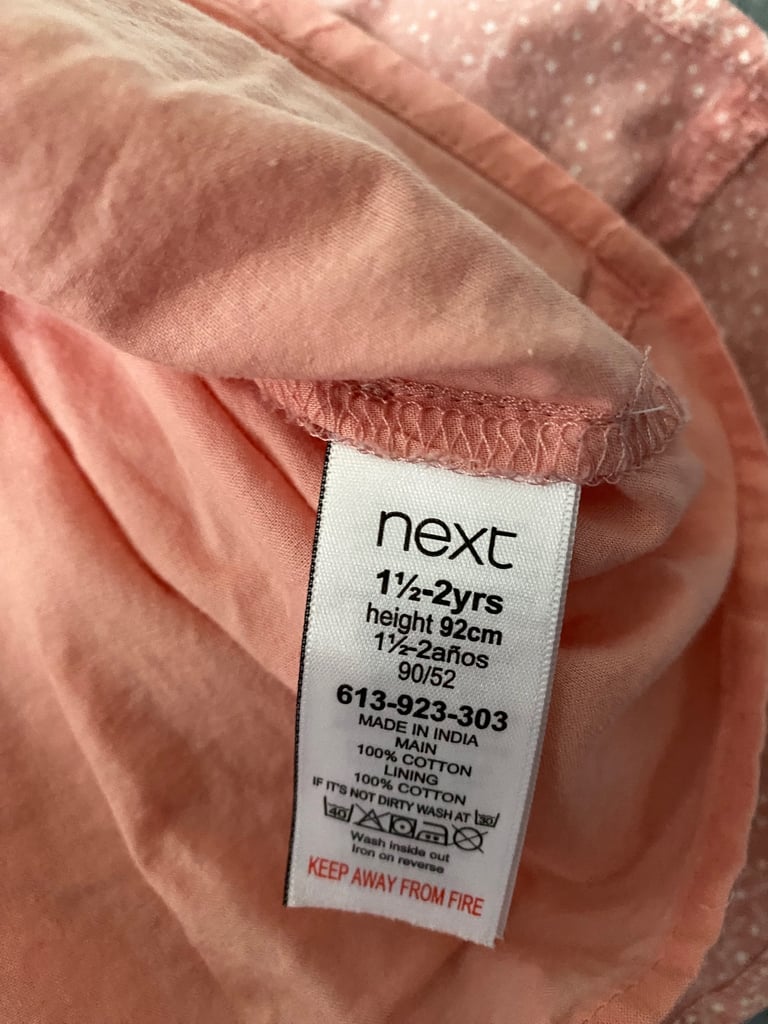 next
1½-2yrs
height 92cm
1½-2años
90/52
613-923-303
MADE IN INDIA
MAIN
100% COTTON
LINING
100% COTTON
IF IT'S NOT DIRTY WASH AT 30
40
Wash inside out
Iron on reverse
KEEP AWAY FROM FIRE